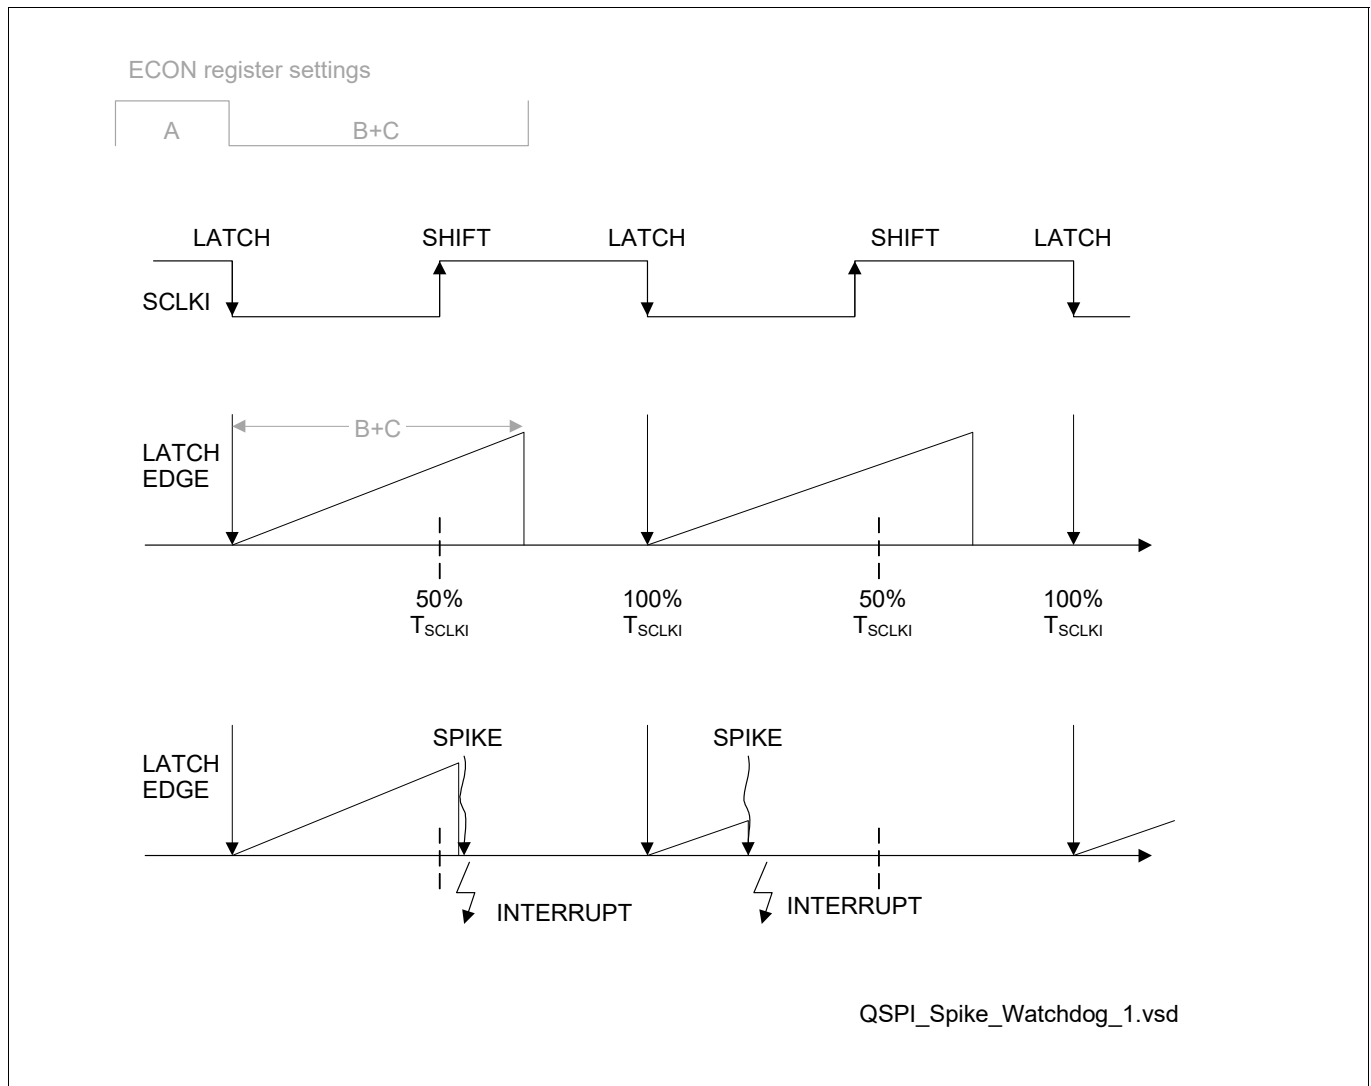 ECON register settings
A B+C
LATCH SHIFT LATCH SHIFT LATCH
SCLKI
B+C
LATCH
EDGE
50% 100% 50% 100%
TSCLKI TSCLKI TSCLKI TSCLKI
SPIKE SPIKE
LATCH
EDGE
INTERRUPT INTERRUPT
QSPI_Spike_Watchdog_1.vsd